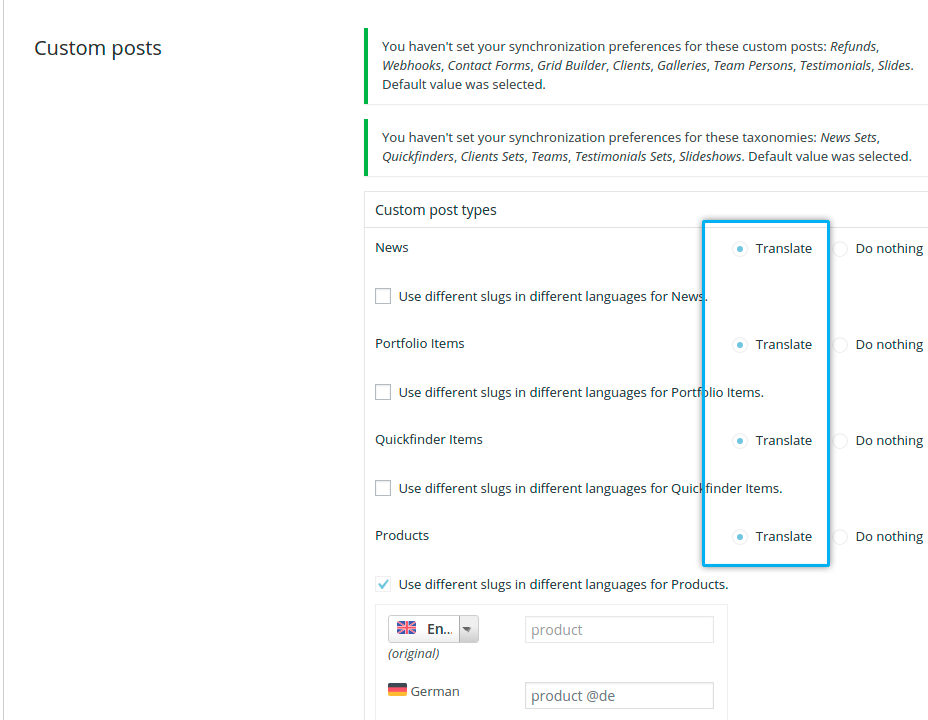 Custom posts
You haven't set your synchronization preferences for these custom posts: Refunds,
Webhooks, Contact Forms, Grid Builder, Clients, Galleries, Team Persons, Testimonials, Slides.
Default value was selected.
You haven't set your synchronization preferences for these taxonomies: News Sets,
Quickfinders, Clients Sets, Teams, Testimonials Sets, Slideshows. Default value was selected.
Custom post types
News Translate Do nothing
Use different slugs in different languages for News.
Portfolio Items Translate Do nothing
Use different slugs in different languages for Portfolio Items.
Quickfinder Items Translate Do nothing
Use different slugs in different languages for Quickfinder Items.
Products Translate Do nothing
Use different slugs in different languages for Products.
En... product
(original)
German product @de